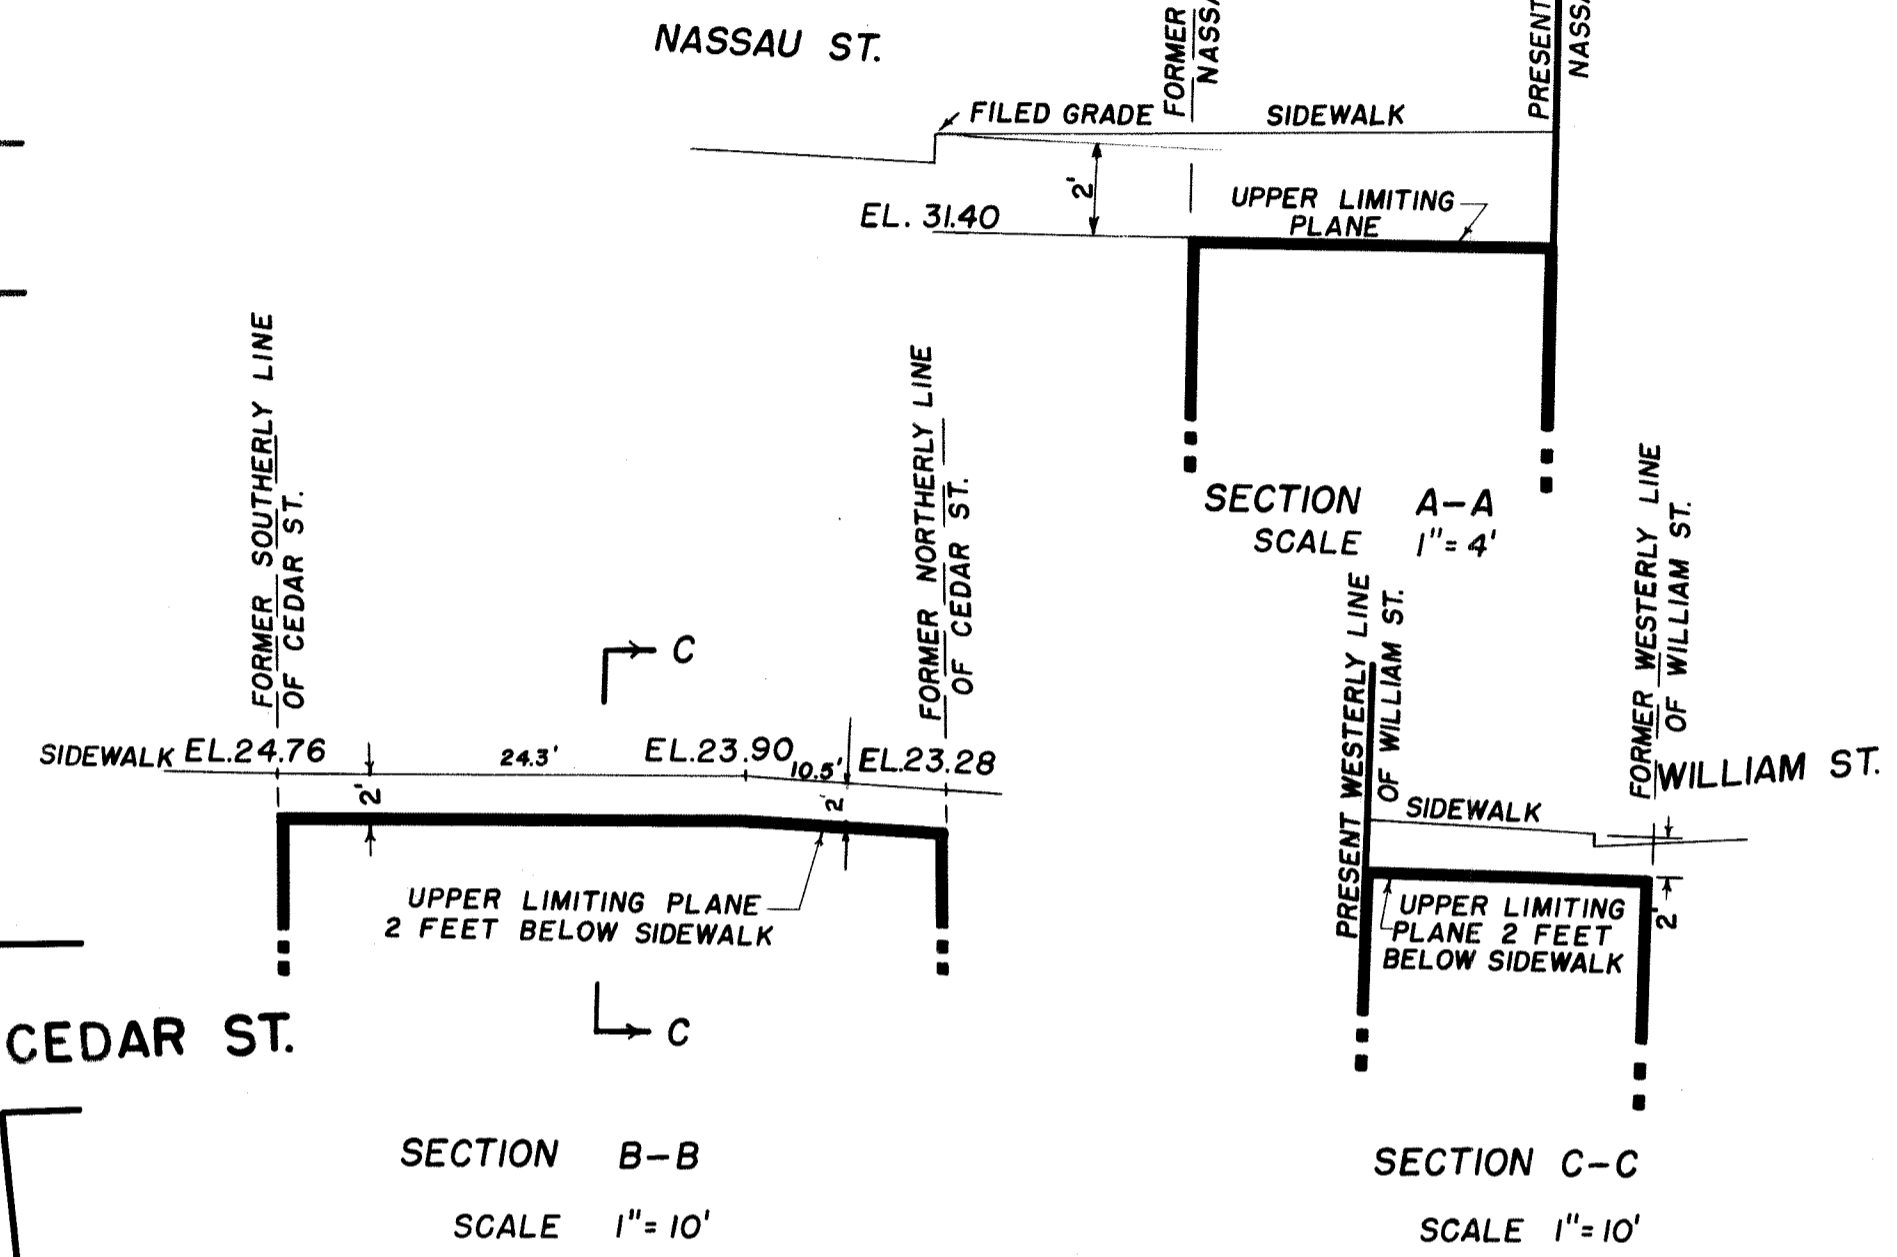 NASSAU ST.
FORMER
NASSA
PRESENT
NASS
FILED GRADE
SIDEWALK
2'
EL. 31.40
UPPER LIMITING
PLANE
SECTION A-A
SCALE 1"= 4'
FORMER SOUTHERLY LINE
OF CEDAR ST.
FORMER NORTHERLY LINE
OF CEDAR ST.
C
SIDEWALK EL.24.76
24.3'
EL.23.90
10.5'
EL.23.28
2'
2'
UPPER LIMITING PLANE
2 FEET BELOW SIDEWALK
C
CEDAR ST.
SECTION B-B
SCALE 1"= 10'
PRESENT WESTERLY LINE
OF WILLIAM ST.
FORMER WESTERLY LINE
OF WILLIAM ST.
WILLIAM ST.
SIDEWALK
2'
UPPER LIMITING
PLANE 2 FEET
BELOW SIDEWALK
SECTION C-C
SCALE 1"= 10'